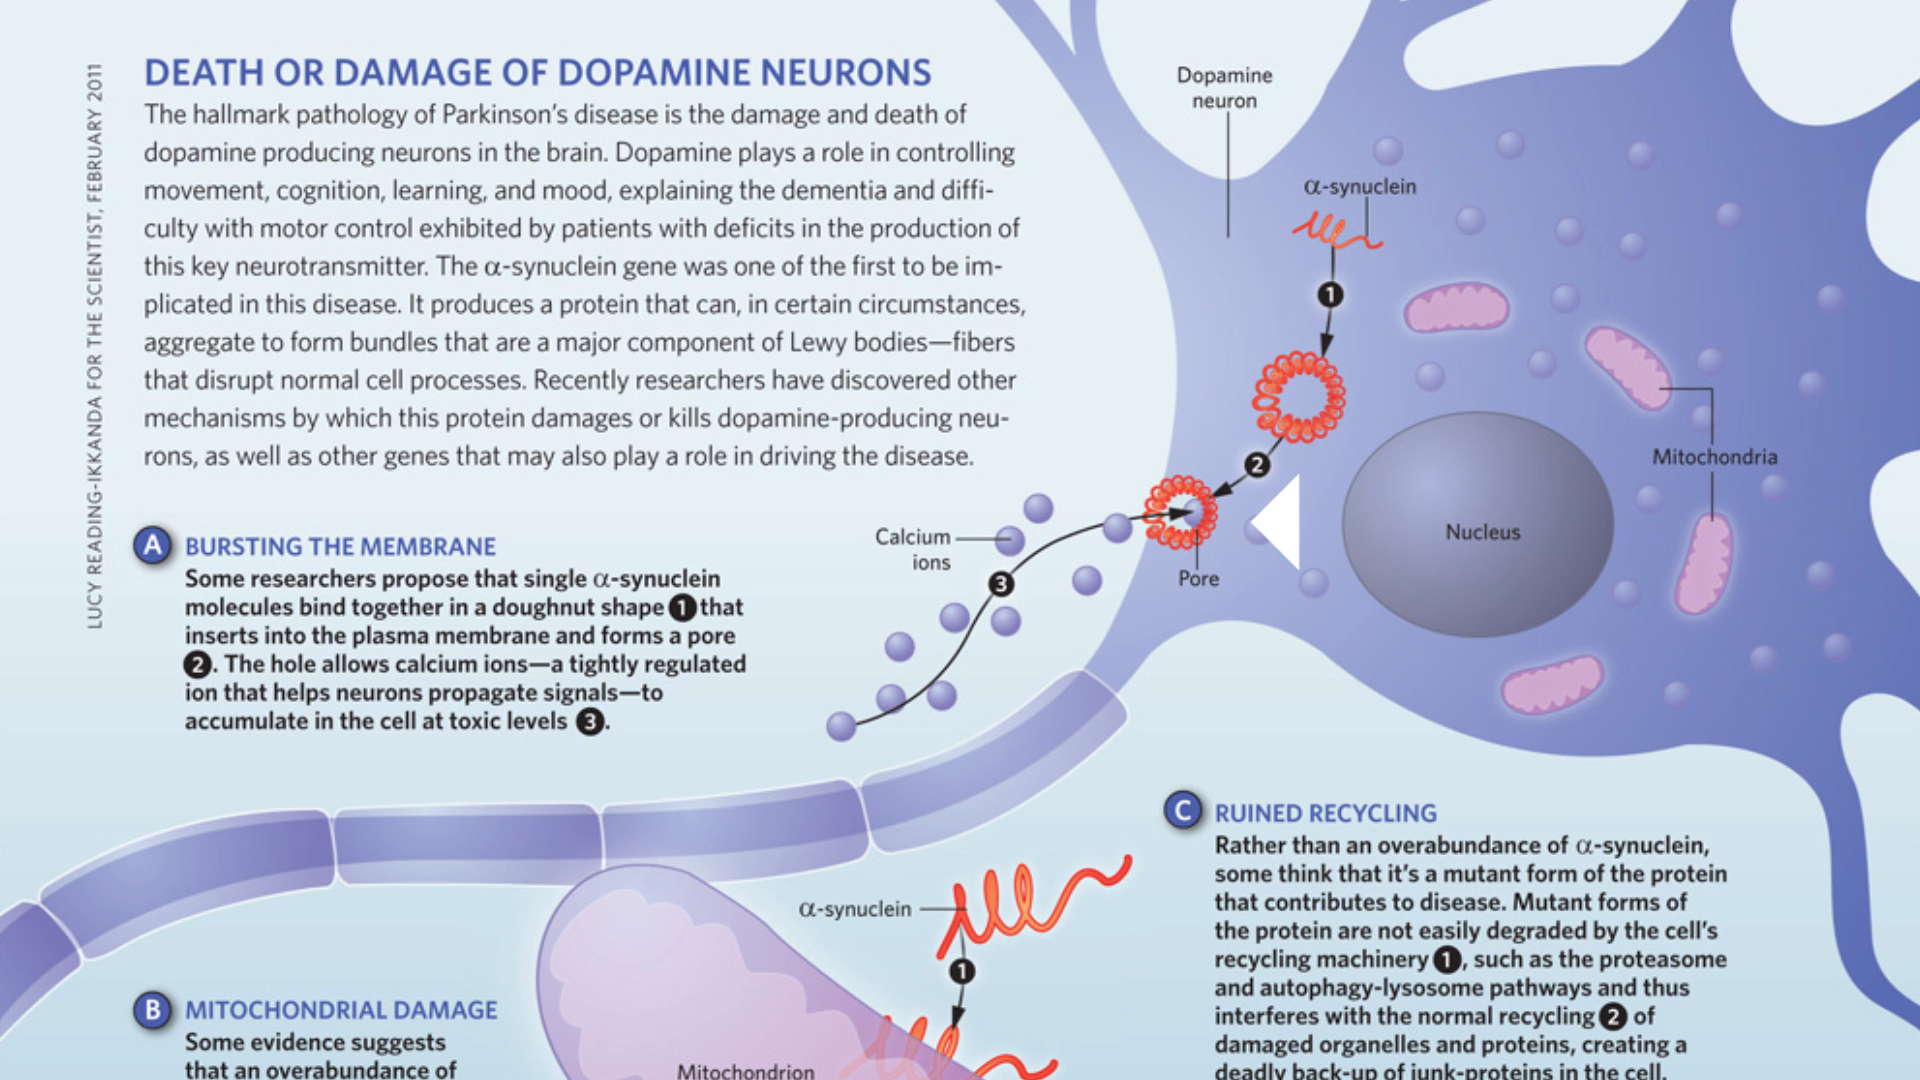 LUCY READING-IKKANDA FOR THE SCIENTIST, FEBRUARY 2011
DEATH OR DAMAGE OF DOPAMINE NEURONS
The hallmark pathology of Parkinson’s disease is the damage and death of
dopamine producing neurons in the brain. Dopamine plays a role in controlling
movement, cognition, learning, and mood, explaining the dementia and diffi-
culty with motor control exhibited by patients with deficits in the production of
this key neurotransmitter. The α-synuclein gene was one of the first to be im-
plicated in this disease. It produces a protein that can, in certain circumstances,
aggregate to form bundles that are a major component of Lewy bodies—fibers
that disrupt normal cell processes. Recently researchers have discovered other
mechanisms by which this protein damages or kills dopamine-producing neu-
rons, as well as other genes that may also play a role in driving the disease.
Dopamine
neuron
α-synuclein
1
2
Mitochondria
Nucleus
Pore
Calcium
ions
3
A BURSTING THE MEMBRANE
Some researchers propose that single α-synuclein
molecules bind together in a doughnut shape 1 that
inserts into the plasma membrane and forms a pore
2. The hole allows calcium ions—a tightly regulated
ion that helps neurons propagate signals—to
accumulate in the cell at toxic levels 3.
B MITOCHONDRIAL DAMAGE
Some evidence suggests
that an overabundance of
α-synuclein
1
Mitochondrion
C RUINED RECYCLING
Rather than an overabundance of α-synuclein,
some think that it’s a mutant form of the protein
that contributes to disease. Mutant forms of
the protein are not easily degraded by the cell’s
recycling machinery 1, such as the proteasome
and autophagy-lysosome pathways and thus
interferes with the normal recycling 2 of
damaged organelles and proteins, creating a
deadly back-up of junk-proteins in the cell.